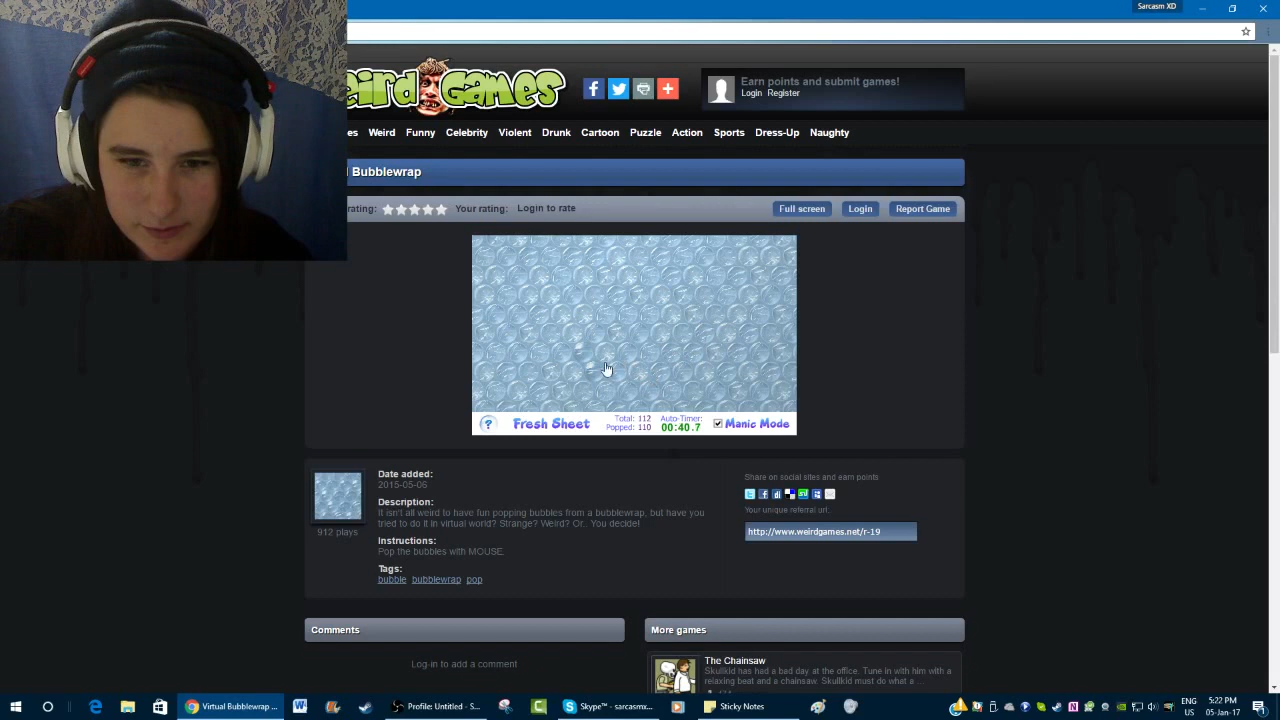 Sarcasm XD
eird Games
Earn points and submit games!
Login Register
es Weird Funny Celebrity Violent Drunk Cartoon Puzzle Action Sports Dress-Up Naughty
l Bubblewrap
rating: Your rating: Login to rate Full screen Login Report Game
? Fresh Sheet Total: 112 Popped: 110 Auto-Timer: 00:40.7 Manic Mode
Date added:
2015-05-06
Description:
It isn't all weird to have fun popping bubbles from a bubblewrap, but have you
tried to do it in virtual world? Strange? Weird? Or.. You decide!
Instructions:
Pop the bubbles with MOUSE.
Tags:
bubble bubblewrap pop
912 plays
Share on social sites and earn points
Your unique referral url.
http://www.weirdgames.net/r-19
Comments
Log-in to add a comment
More games
The Chainsaw
Skullkid has had a bad day at the office. Tune in with him with a
relaxing beat and a chainsaw. Skullkid must do what a ...
Virtual Bubblewrap ... Profile: Untitled - S... Skype™ - sarcasmx... Sticky Notes
ENG
US
5:22 PM
05-Jan-17